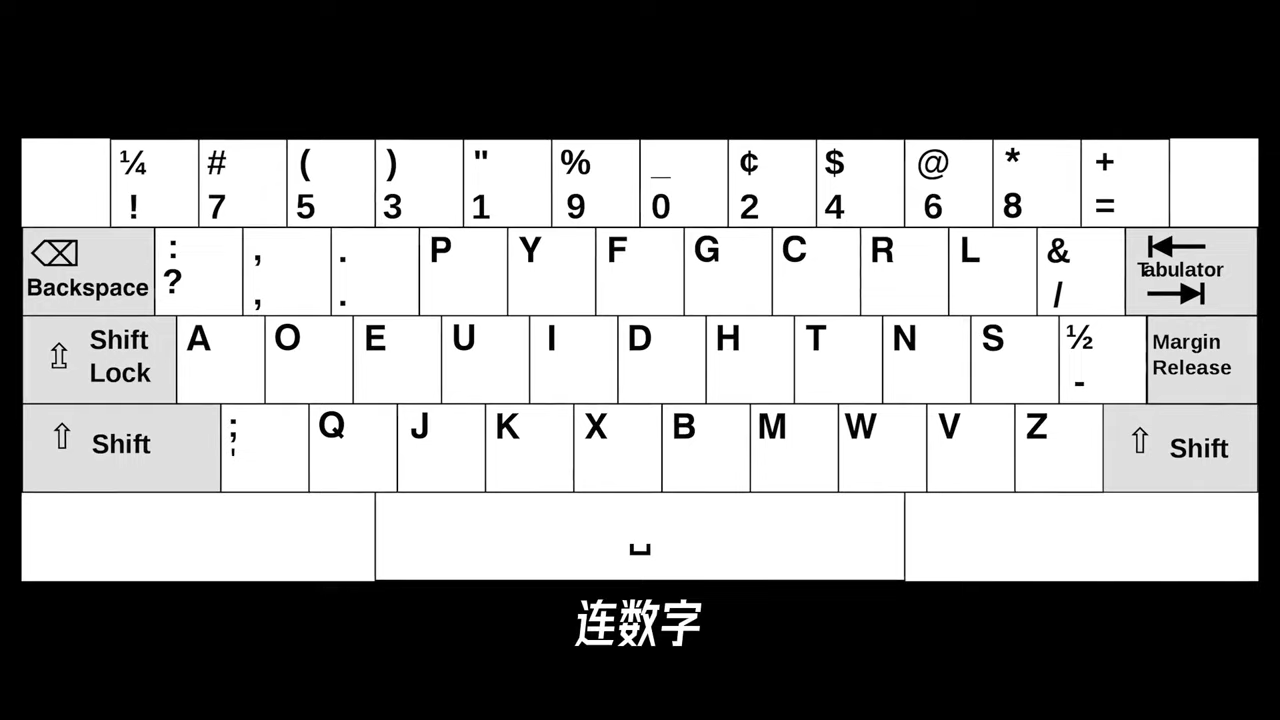 ¼ # ( ) " % _ ¢ $ @ * +
! 7 5 3 1 9 0 2 4 6 8 =
⌫ : , . P Y F G C R L & ⇤
Backspace ? , . / Tabulator ⇥
⇫ Shift Lock A O E U I D H T N S ½ - Margin Release
⇧ Shift ; ' Q J K X B M W V Z ⇧ Shift
␣
连数字